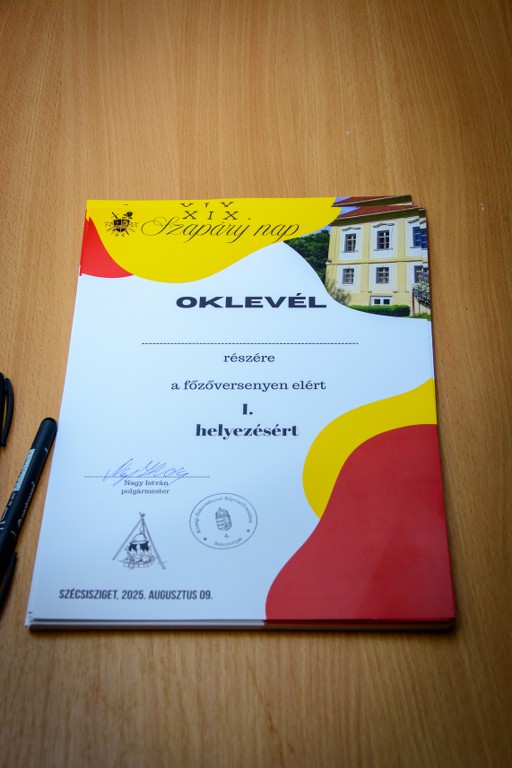 XIX.
Szapáry nap
OKLEVÉL
részére
a főzőversenyen elért
I.
helyezésért
Nagy István
polgármester
SZÉCSISZIGET, 2025. AUGUSZTUS 09.